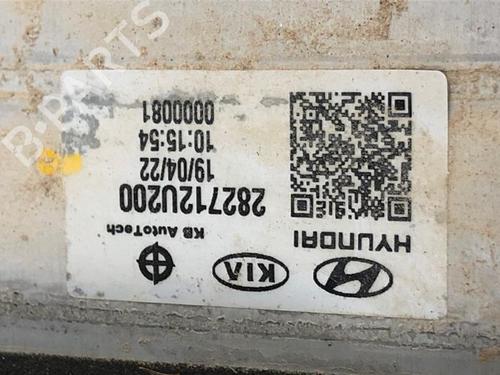 HYUNDAI
KIA
KB AutoTech
282712U200
19/04/22
10:15:54
0000081
B-PARTS